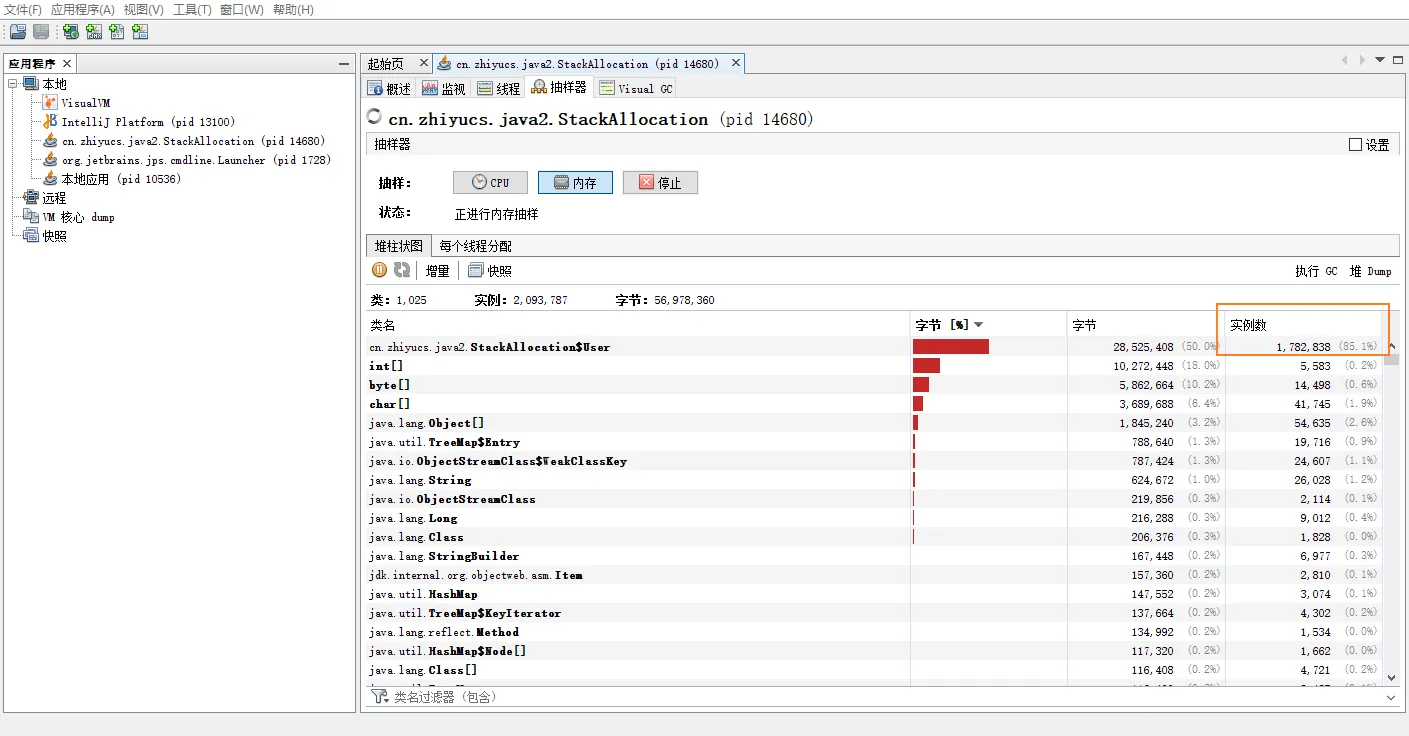 文件(F) 应用程序(A) 视图(V) 工具(T) 窗口(W) 帮助(H)
应用程序
本地
VisualVM
IntelliJ Platform (pid 13100)
cn.zhiyucs.java2.StackAllocation (pid 14680)
org.jetbrains.jps.cmdline.Launcher (pid 1728)
本地应用 (pid 10536)
远程
VM 核心 dump
快照
起始页 cn.zhiyucs.java2.StackAllocation (pid 14680)
概述 监视 线程 抽样器 Visual GC
cn.zhiyucs.java2.StackAllocation (pid 14680)
抽样器 设置
抽样: CPU 内存 停止
状态: 正进行内存抽样
堆柱状图 每个线程分配
增量 快照 执行 GC 堆 Dump
类: 1,025 实例: 2,093,787 字节: 56,978,360
类名 字节 [%] 字节 实例数
cn.zhiyucs.java2.StackAllocation$User 28,525,408 (50.0%) 1,782,838 (85.1%)
int[] 10,272,448 (18.0%) 5,583 (0.2%)
byte[] 5,862,664 (10.2%) 14,498 (0.6%)
char[] 3,689,688 (6.4%) 41,745 (1.9%)
java.lang.Object[] 1,845,240 (3.2%) 54,635 (2.6%)
java.util.TreeMap$Entry 788,640 (1.3%) 19,716 (0.9%)
java.io.ObjectStreamClass$WeakClassKey 787,424 (1.3%) 24,607 (1.1%)
java.lang.String 624,672 (1.0%) 26,028 (1.2%)
java.io.ObjectStreamClass 219,856 (0.3%) 2,114 (0.1%)
java.lang.Long 216,288 (0.3%) 9,012 (0.4%)
java.lang.Class 206,376 (0.3%) 1,828 (0.0%)
java.lang.StringBuilder 167,448 (0.2%) 6,977 (0.3%)
jdk.internal.org.objectweb.asm.Item 157,360 (0.2%) 2,810 (0.1%)
java.util.HashMap 147,552 (0.2%) 3,074 (0.1%)
java.util.TreeMap$KeyIterator 137,664 (0.2%) 4,302 (0.2%)
java.lang.reflect.Method 134,992 (0.2%) 1,534 (0.0%)
java.util.HashMap$Node[] 117,320 (0.2%) 1,662 (0.0%)
java.lang.Class[] 116,408 (0.2%) 4,721 (0.2%)
类名过滤器 (包含)